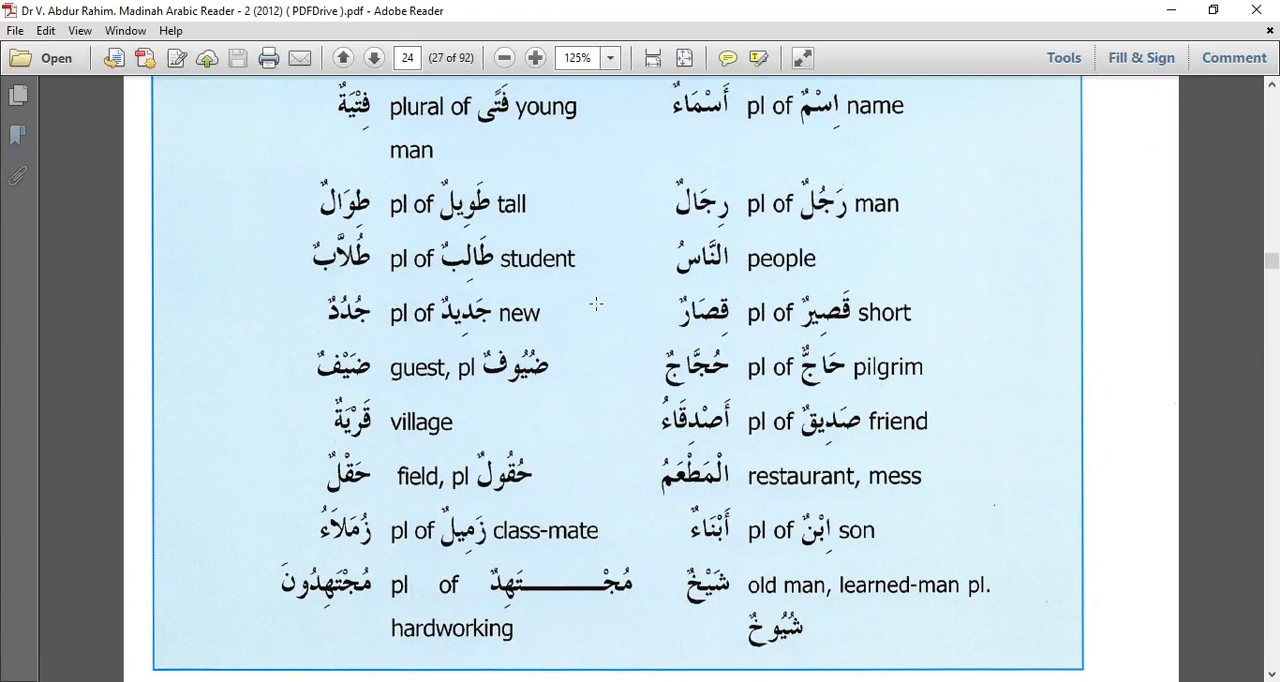 Dr V. Abdur Rahim. Madinah Arabic Reader - 2 (2012) ( PDFDrive ).pdf - Adobe Reader
File Edit View Window Help
Open 24 (27 of 92) 125% Tools Fill & Sign Comment
فِتْيَةٌ plural of فَتًى young أَسْمَاءٌ pl of اِسْمٌ name
man
طِوَالٌ pl of طَوِيلٌ tall رِجَالٌ pl of رَجُلٌ man
طُلاَّبٌ pl of طَالِبٌ student النَّاسُ people
جُدُدٌ pl of جَدِيدٌ new قِصَارٌ pl of قَصِيرٌ short
ضَيْفٌ guest, pl ضُيُوفٌ حُجَّاجٌ pl of حَاجٌّ pilgrim
قَرْيَةٌ village أَصْدِقَاءُ pl of صَدِيقٌ friend
حَقْلٌ field, pl حُقُولٌ الْمَطْعَمُ restaurant, mess
زُمَلاَءُ pl of زَمِيلٌ class-mate أَبْنَاءٌ pl of اِبْنٌ son
مُجْتَهِدُونَ pl of مُجْـــــــتَهِدٌ شَيْخٌ old man, learned-man pl.
hardworking شُيُوخٌ